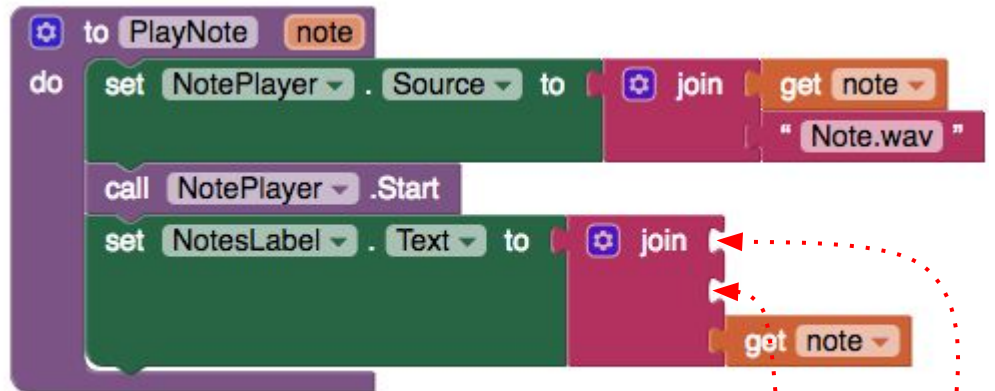 to PlayNote note
do set NotePlayer . Source to join get note
" Note.wav "
call NotePlayer .Start
set NotesLabel . Text to join
get note